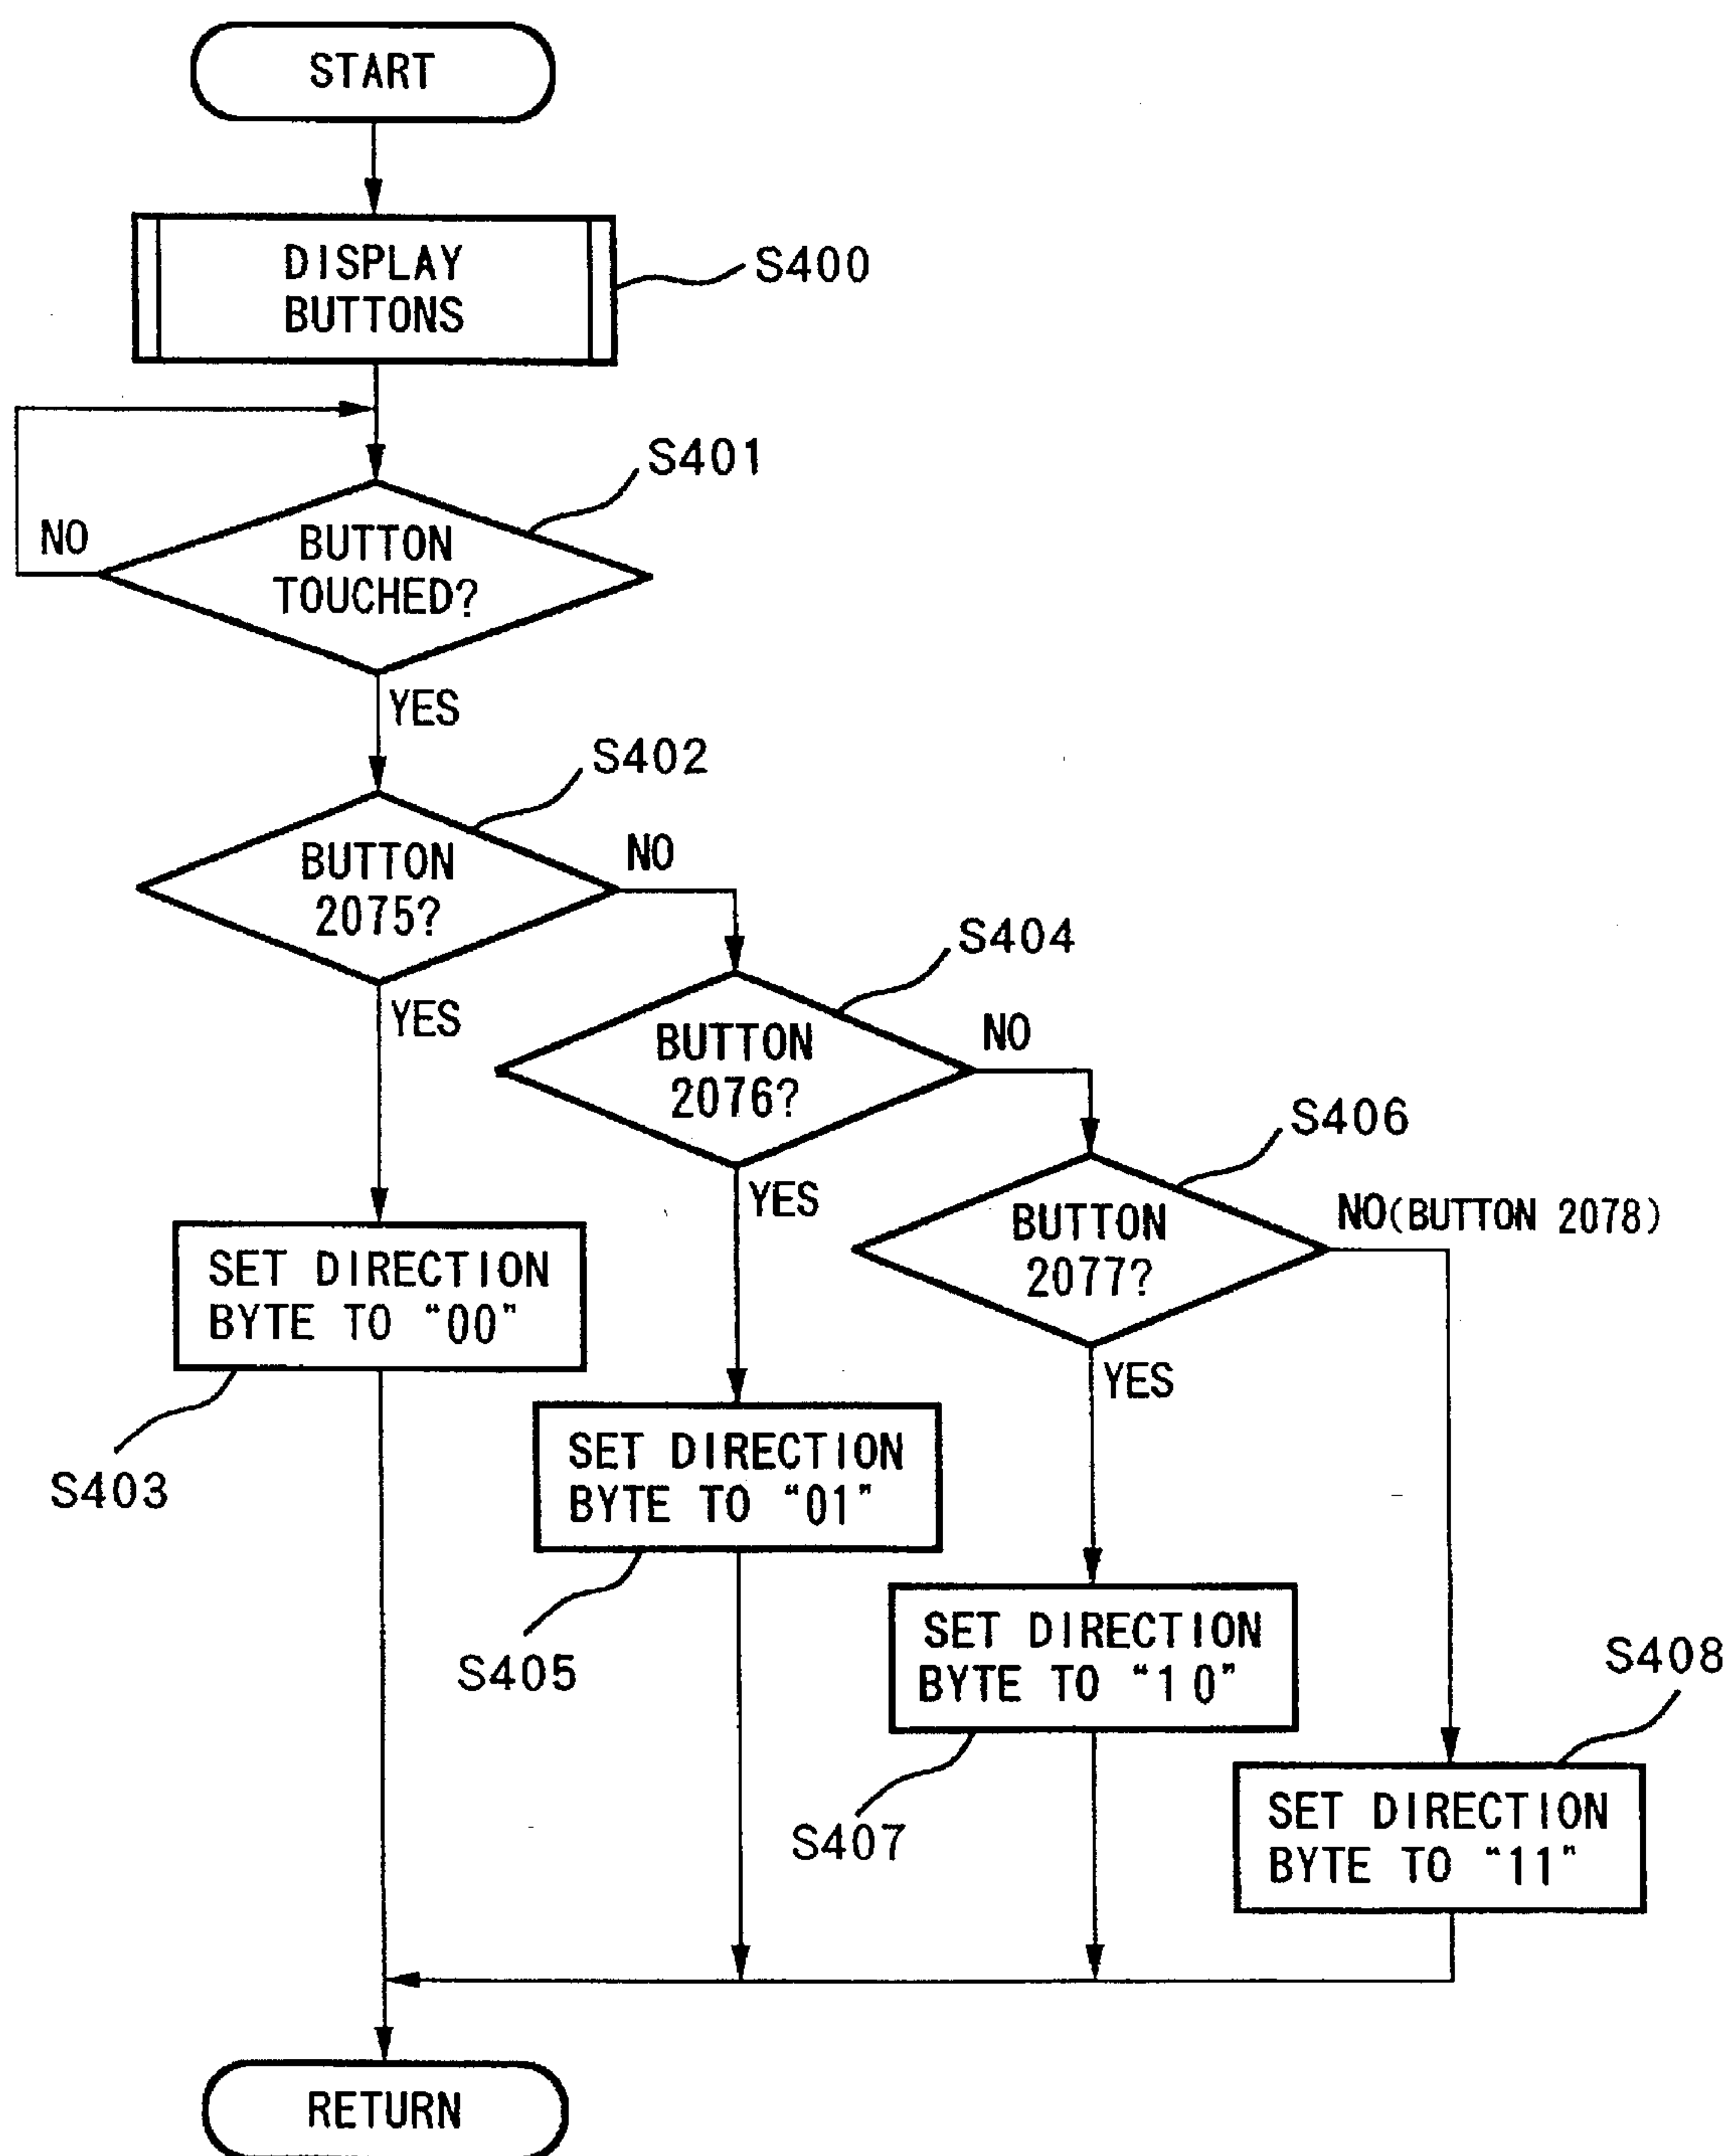 START
DISPLAY
BUTTONS
S400
S401
NO
BUTTON
TOUCHED?
YES
S402
BUTTON
2075?
NO
YES
S404
BUTTON
2076?
NO
YES
S406
BUTTON
2077?
NO(BUTTON 2078)
YES
SET DIRECTION
BYTE TO “00”
S403
SET DIRECTION
BYTE TO “01”
S405
SET DIRECTION
BYTE TO “10”
S407
S408
SET DIRECTION
BYTE TO “11”
RETURN